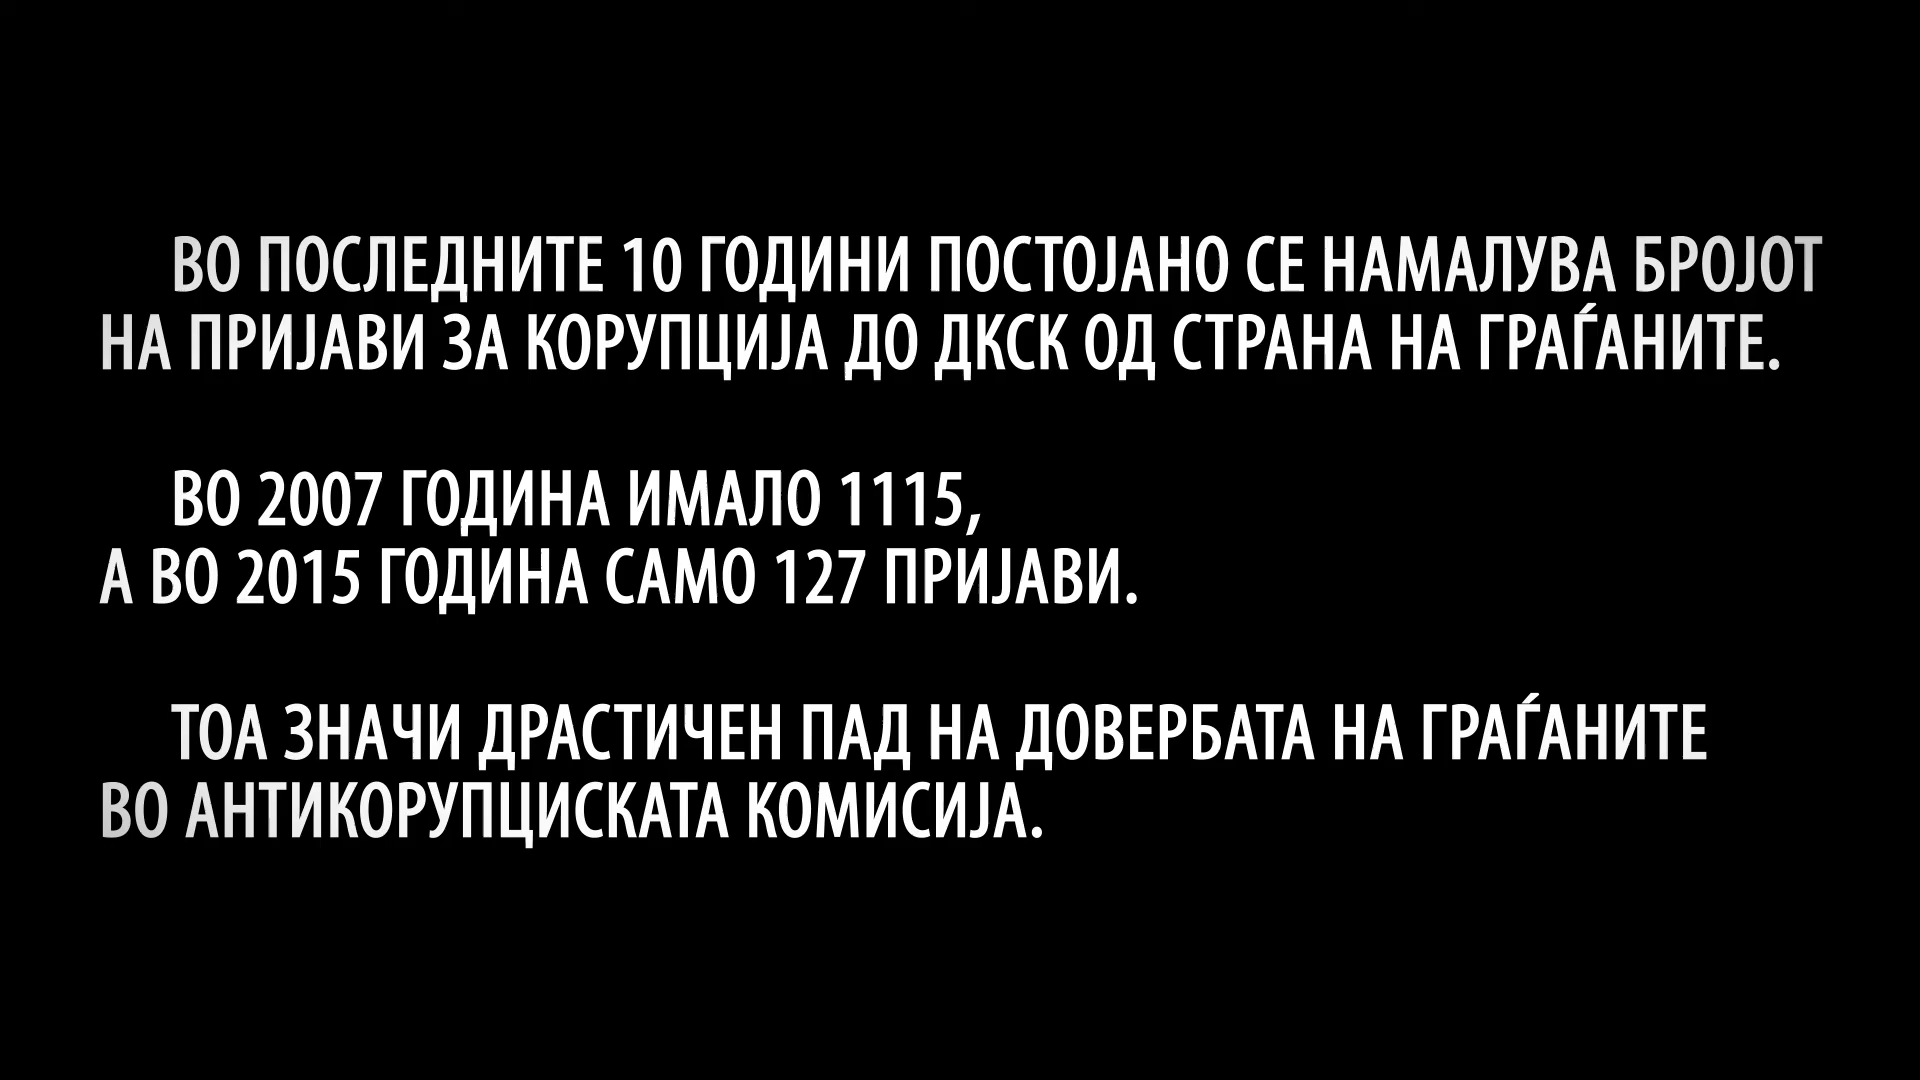 ВО ПОСЛЕДНИТЕ 10 ГОДИНИ ПОСТОЈАНО СЕ НАМАЛУВА БРОЈОТ
НА ПРИЈАВИ ЗА КОРУПЦИЈА ДО ДКСК ОД СТРАНА НА ГРАЃАНИТЕ.
ВО 2007 ГОДИНА ИМАЛО 1115,
А ВО 2015 ГОДИНА САМО 127 ПРИЈАВИ.
ТОА ЗНАЧИ ДРАСТИЧЕН ПАД НА ДОВЕРБАТА НА ГРАЃАНИТЕ
ВО АНТИКОРУПЦИСКАТА КОМИСИЈА.